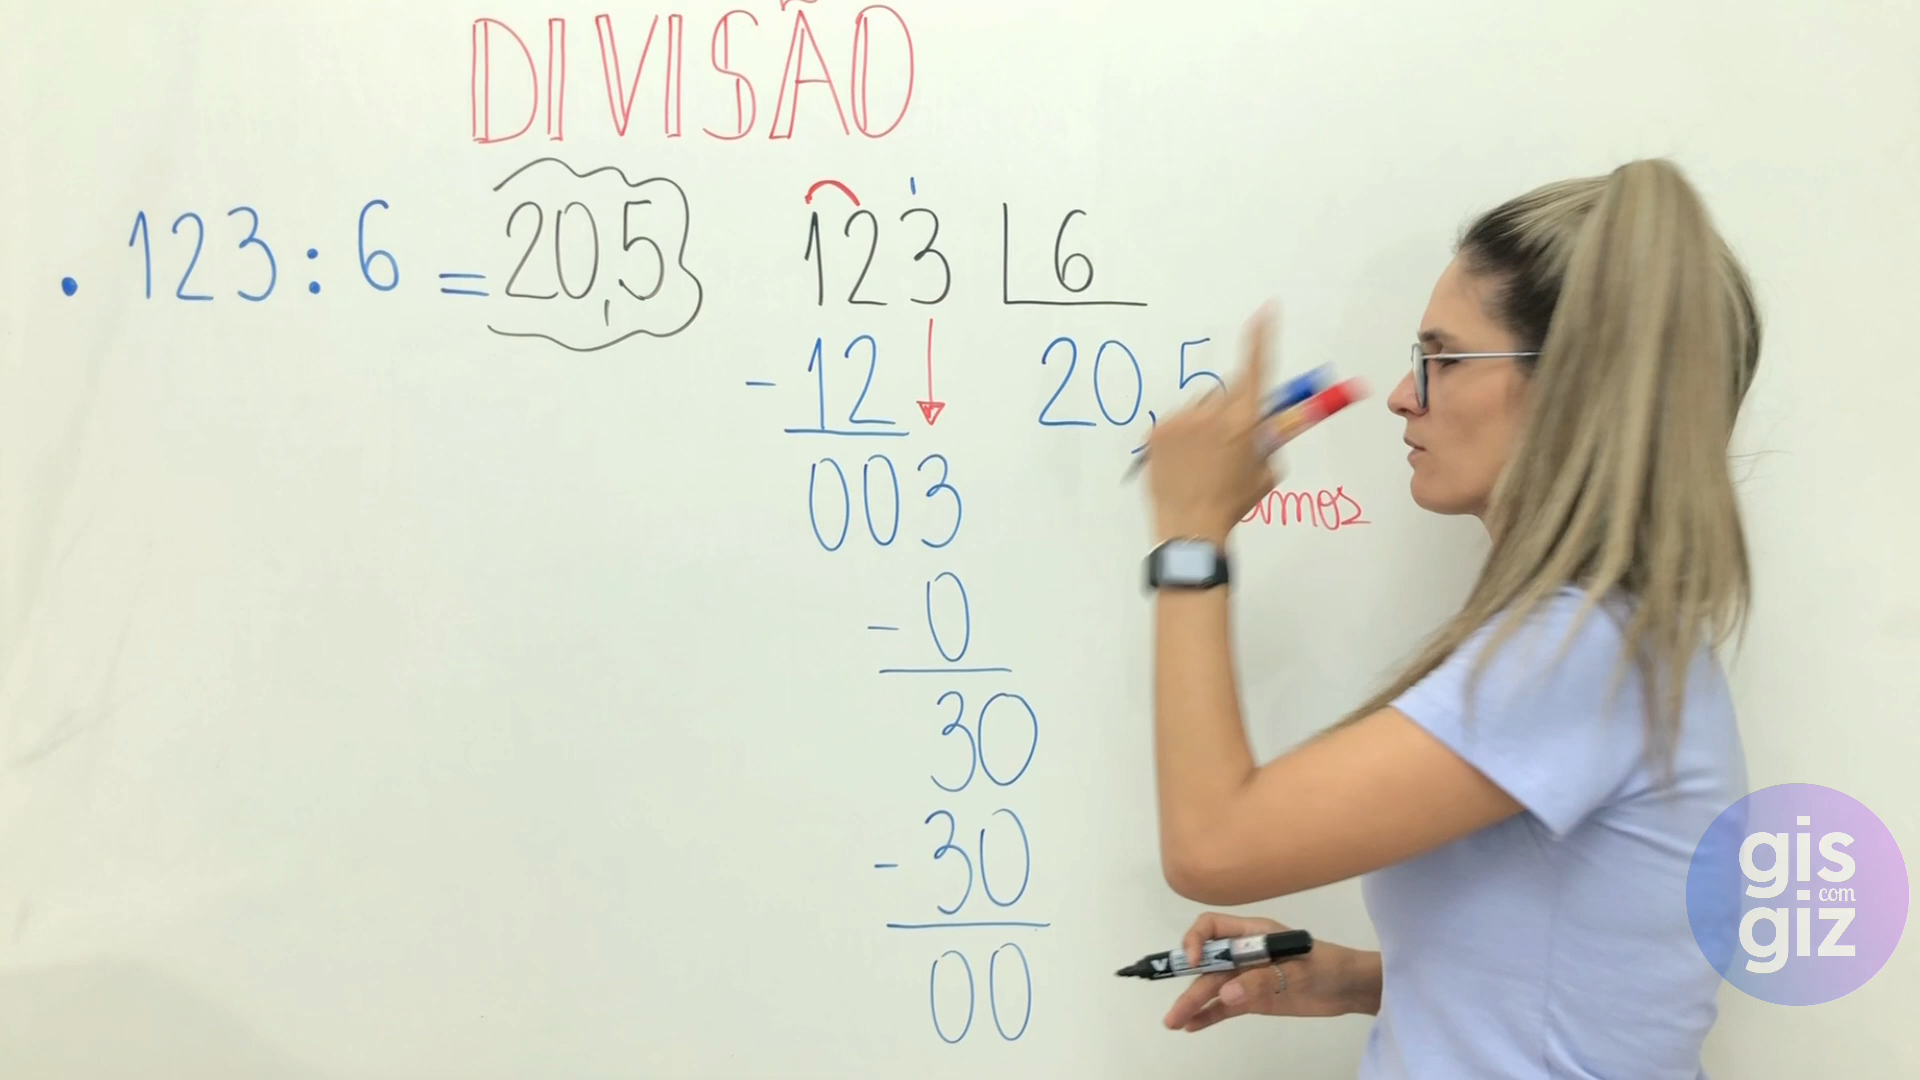 DIVISÃO
• 123 : 6 = 20,5
123 6
- 12 20,5
003
- 0
30
- 30
00
gis
com
giz